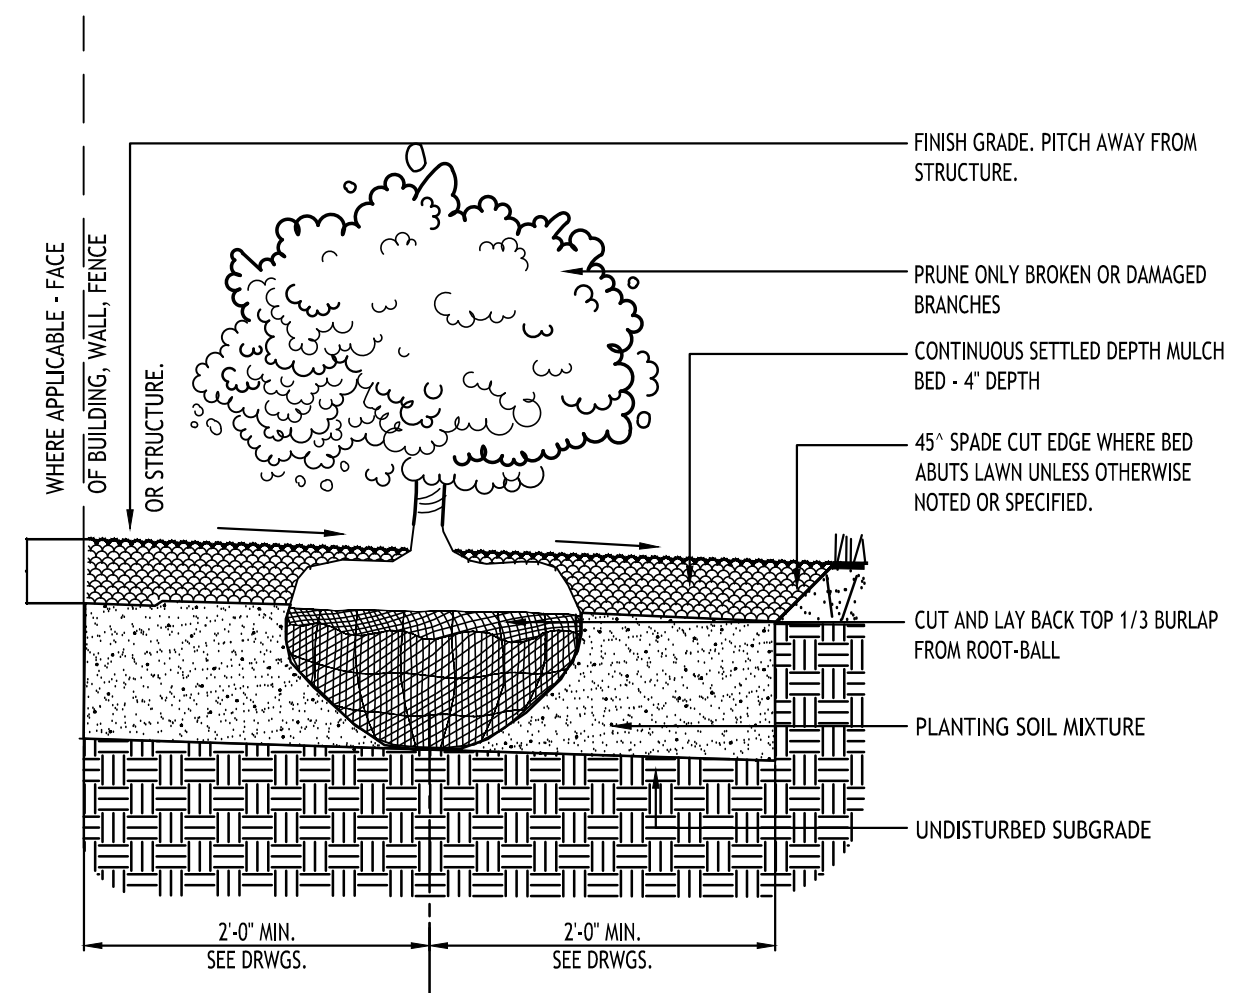 FINISH GRADE. PITCH AWAY FROM
STRUCTURE.
PRUNE ONLY BROKEN OR DAMAGED
BRANCHES
CONTINUOUS SETTLED DEPTH MULCH
BED - 4" DEPTH
45^ SPADE CUT EDGE WHERE BED
ABUTS LAWN UNLESS OTHERWISE
NOTED OR SPECIFIED.
CUT AND LAY BACK TOP 1/3 BURLAP
FROM ROOT-BALL
PLANTING SOIL MIXTURE
UNDISTURBED SUBGRADE
WHERE APPLICABLE - FACE
OF BUILDING, WALL, FENCE
OR STRUCTURE.
2'-0" MIN.
SEE DRWGS.
2'-0" MIN.
SEE DRWGS.